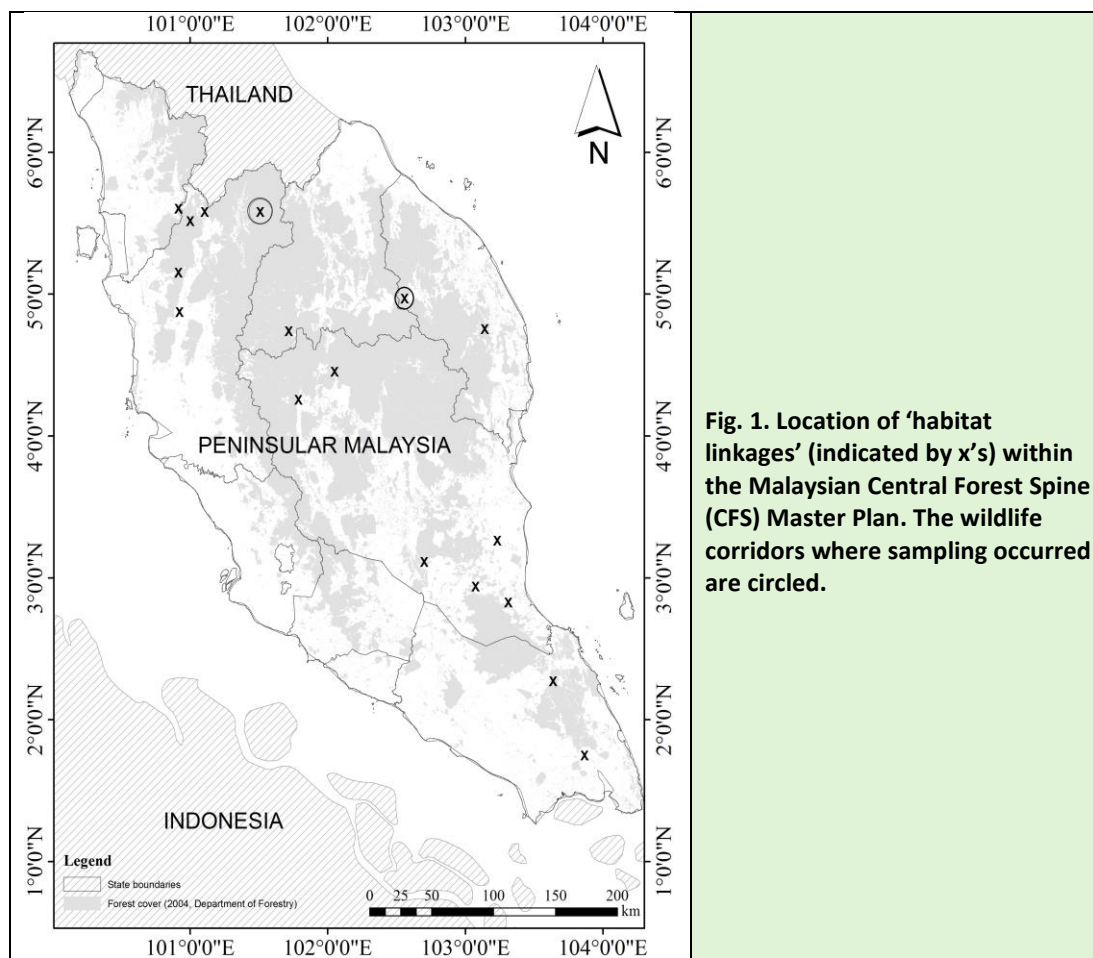 101°0'0"E 102°0'0"E 103°0'0"E 104°0'0"E
THAILAND
N
6°0'0"N 6°0'0"N
x x x x
x
5°0'0"N 5°0'0"N
x
x
x
x
x
x
4°0'0"N 4°0'0"N
PENINSULAR MALAYSIA
x
x
3°0'0"N 3°0'0"N
x
x
x
2°0'0"N 2°0'0"N
x
INDONESIA
1°0'0"N 1°0'0"N
Legend
State boundaries
Forest cover (2004, Department of Forestry)
0 25 50 100 150 200
km
101°0'0"E 102°0'0"E 103°0'0"E 104°0'0"E
Fig. 1. Location of ‘habitat
linkages’ (indicated by x’s) within
the Malaysian Central Forest Spine
(CFS) Master Plan. The wildlife
corridors where sampling occurred
are circled.